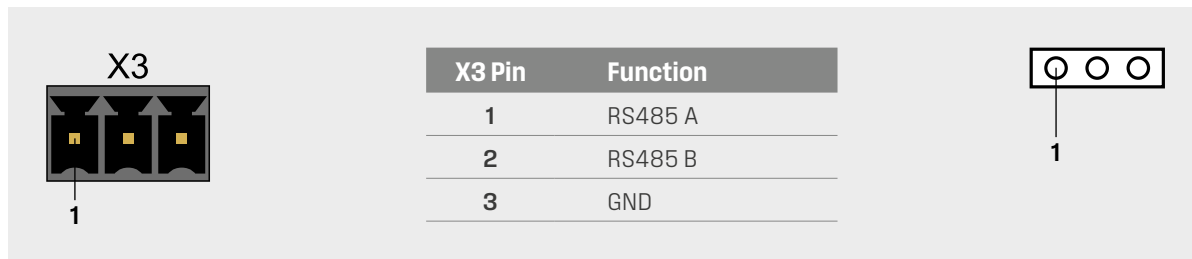 X3
1
X3 Pin Function
1 RS485 A
2 RS485 B
3 GND
1